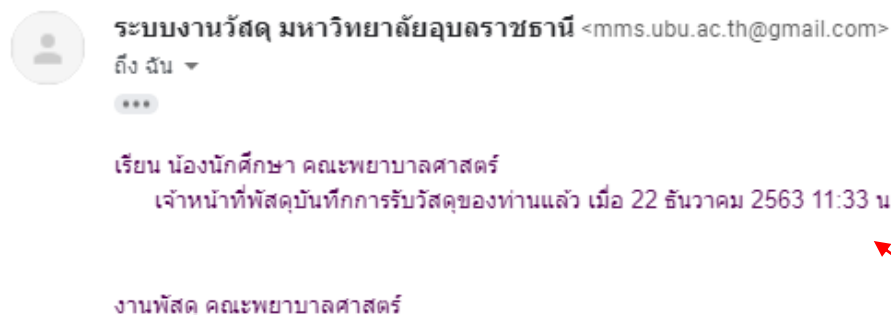 ระบบงานวัสดุ มหาวิทยาลัยอุบลราชธานี <mms.ubu.ac.th@gmail.com>
ถึง ฉัน
เรียน น้องนักศึกษา คณะพยาบาลศาสตร์
เจ้าหน้าที่พัสดุบันทึกการรับวัสดุของท่านแล้ว เมื่อ 22 ธันวาคม 2563 11:33 น
งานพัสดุ คณะพยาบาลศาสตร์